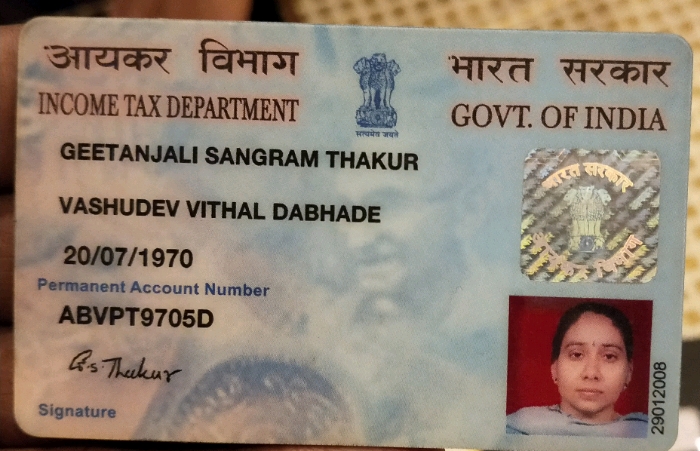 आयकर विभाग
INCOME TAX DEPARTMENT
सत्यमेव जयते
भारत सरकार
GOVT. OF INDIA
GEETANJALI SANGRAM THAKUR
VASHUDEV VITHAL DABHADE
20/07/1970
Permanent Account Number
ABVPT9705D
G.S. Thakur
Signature
भारत सरकार
आयकर विभाग
29012008